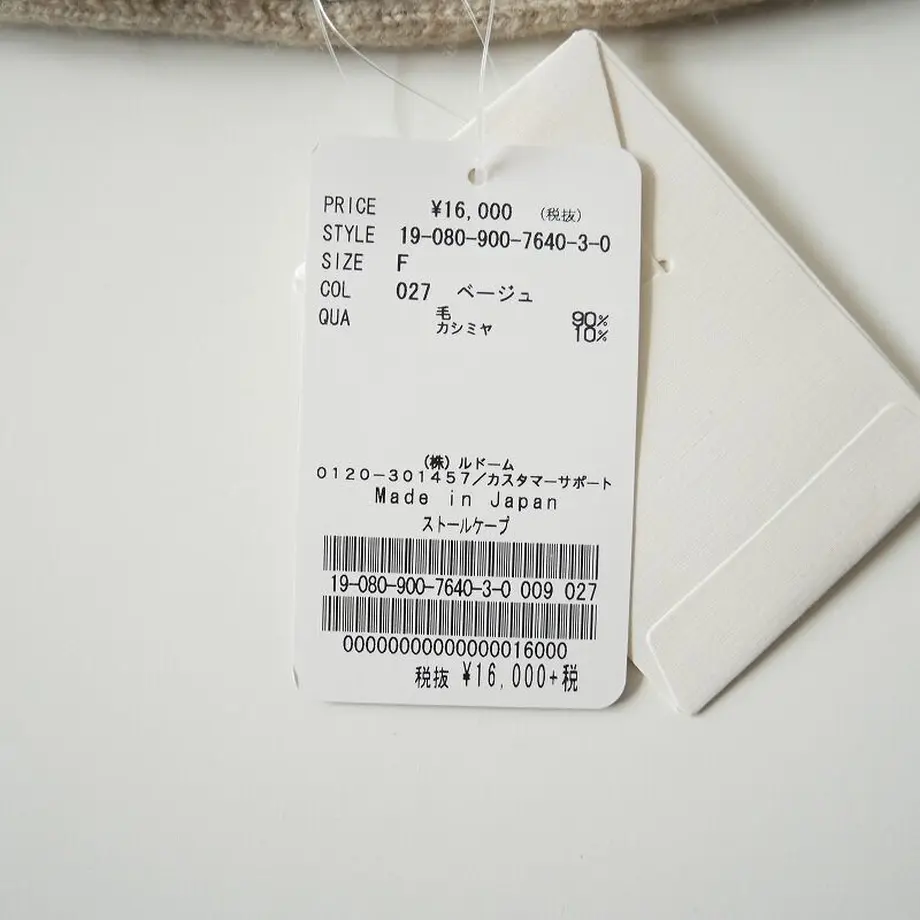 PRICE ¥16,000 (税抜)
STYLE 19-080-900-7640-3-0
SIZE F
COL 027 ベージュ
QUA 毛 90%
カシミヤ 10%
(株) ルドーム
0120-301457/カスタマーサポート
Made in Japan
ストールケープ
19-080-900-7640-3-0 009 027
00000000000000016000
税抜 ¥16,000+税